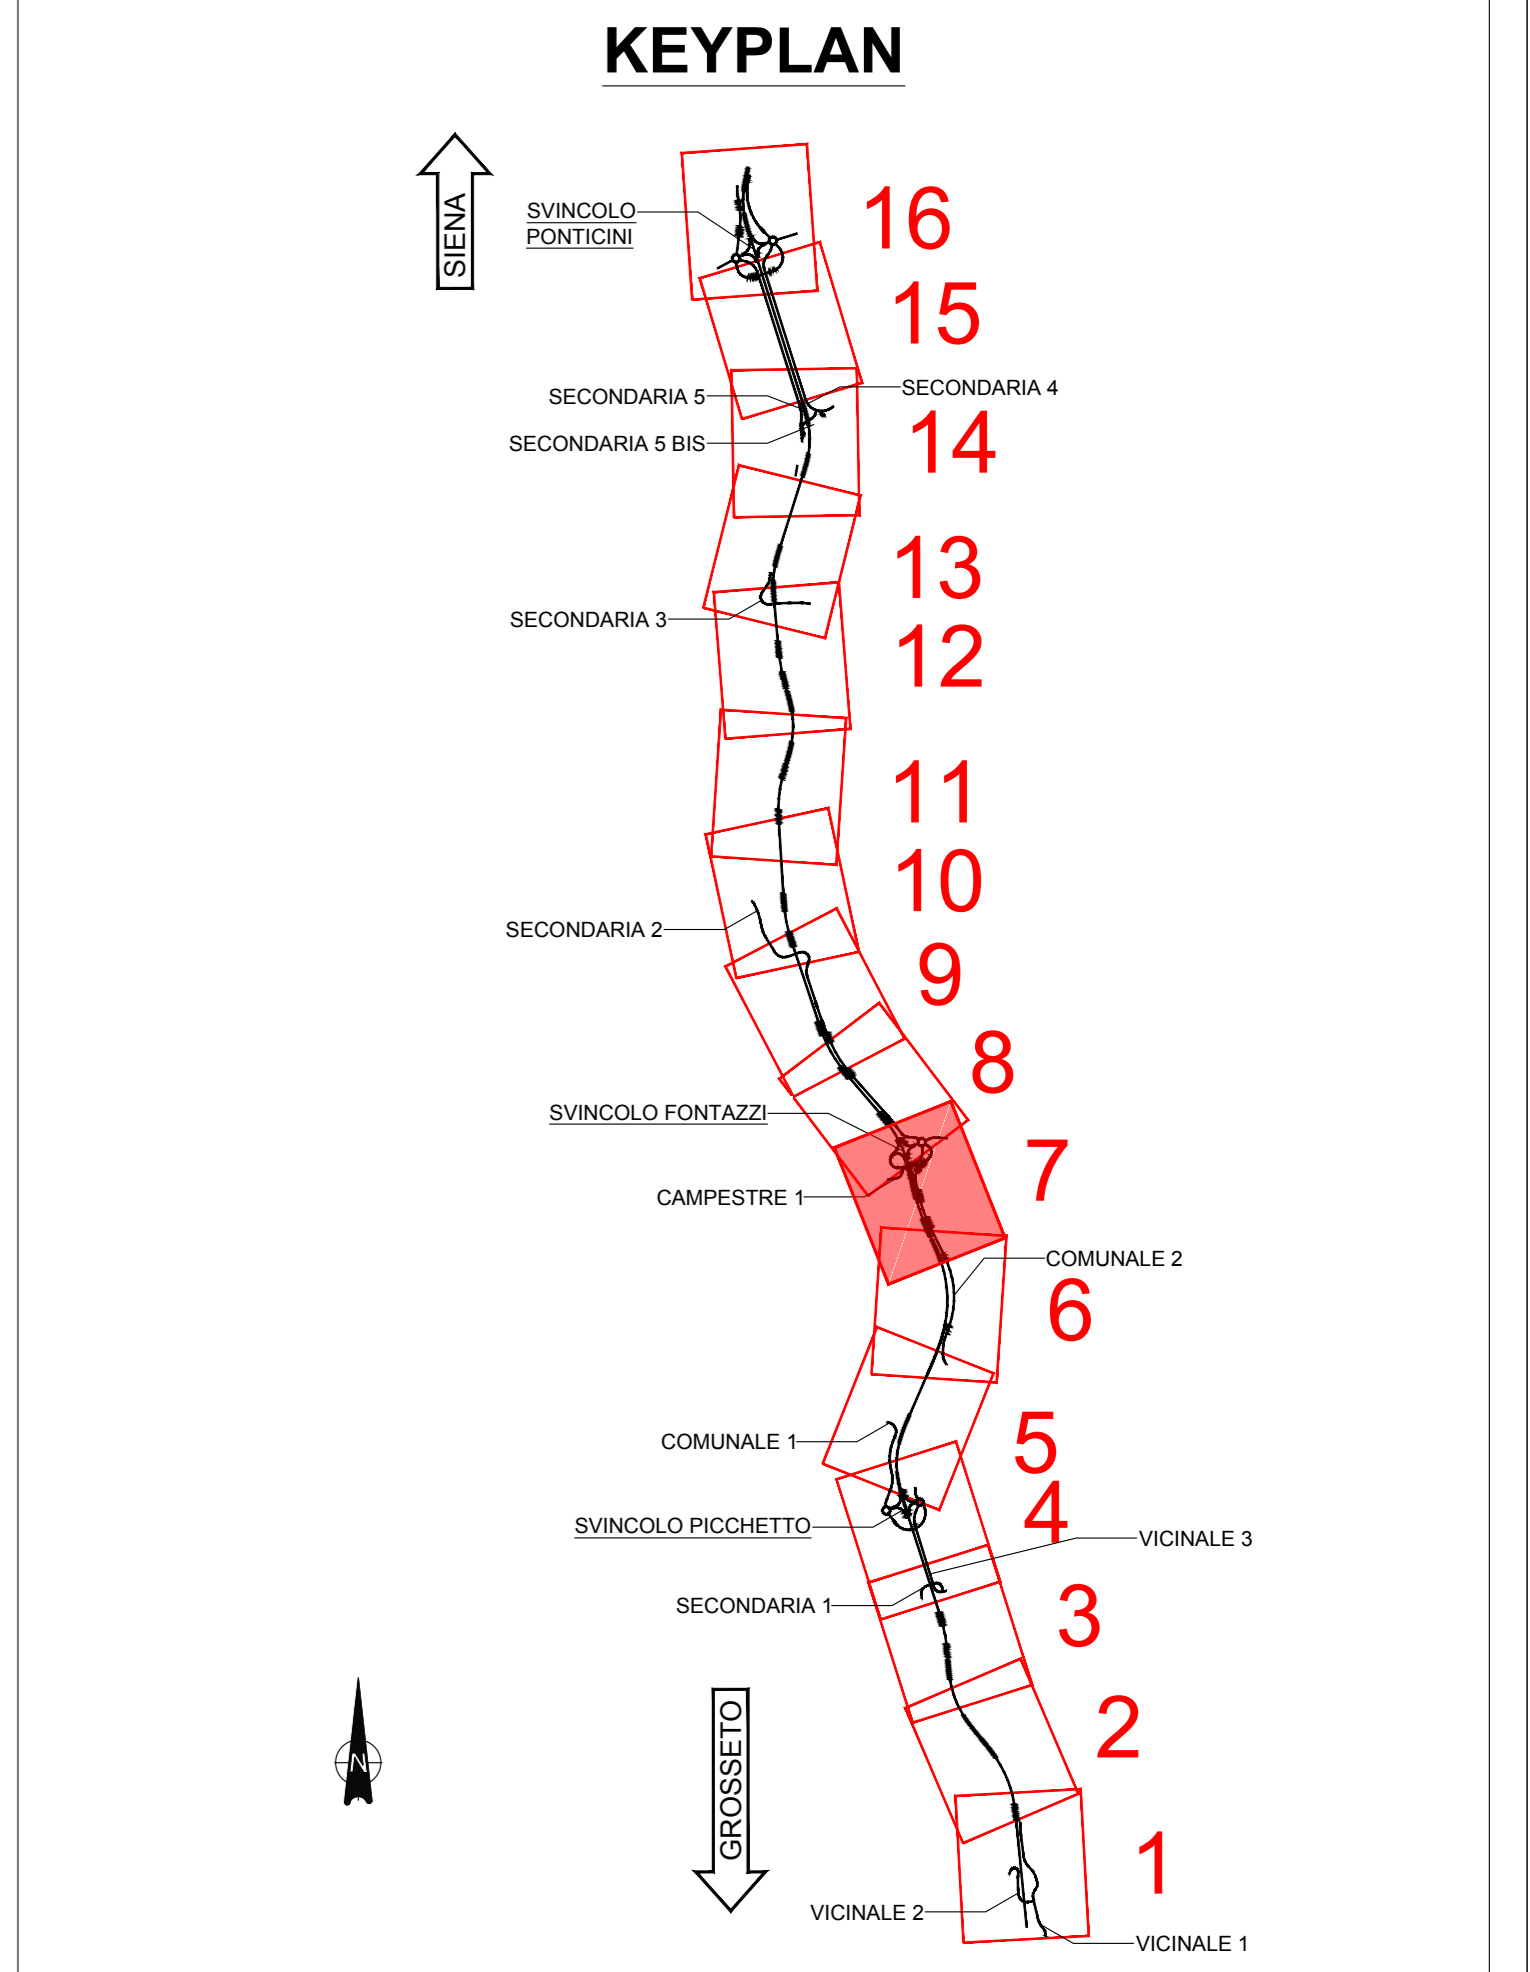 KEYPLAN
SIENA
SVINCOLO
PONTICINI
16
15
SECONDARIA 5
SECONDARIA 4
SECONDARIA 5 BIS
14
13
SECONDARIA 3
12
11
10
SECONDARIA 2
9
8
SVINCOLO FONTAZZI
7
CAMPESTRE 1
COMUNALE 2
6
COMUNALE 1
5
4
SVINCOLO PICCHETTO
VICINALE 3
SECONDARIA 1
3
2
N
GROSSETO
1
VICINALE 2
VICINALE 1